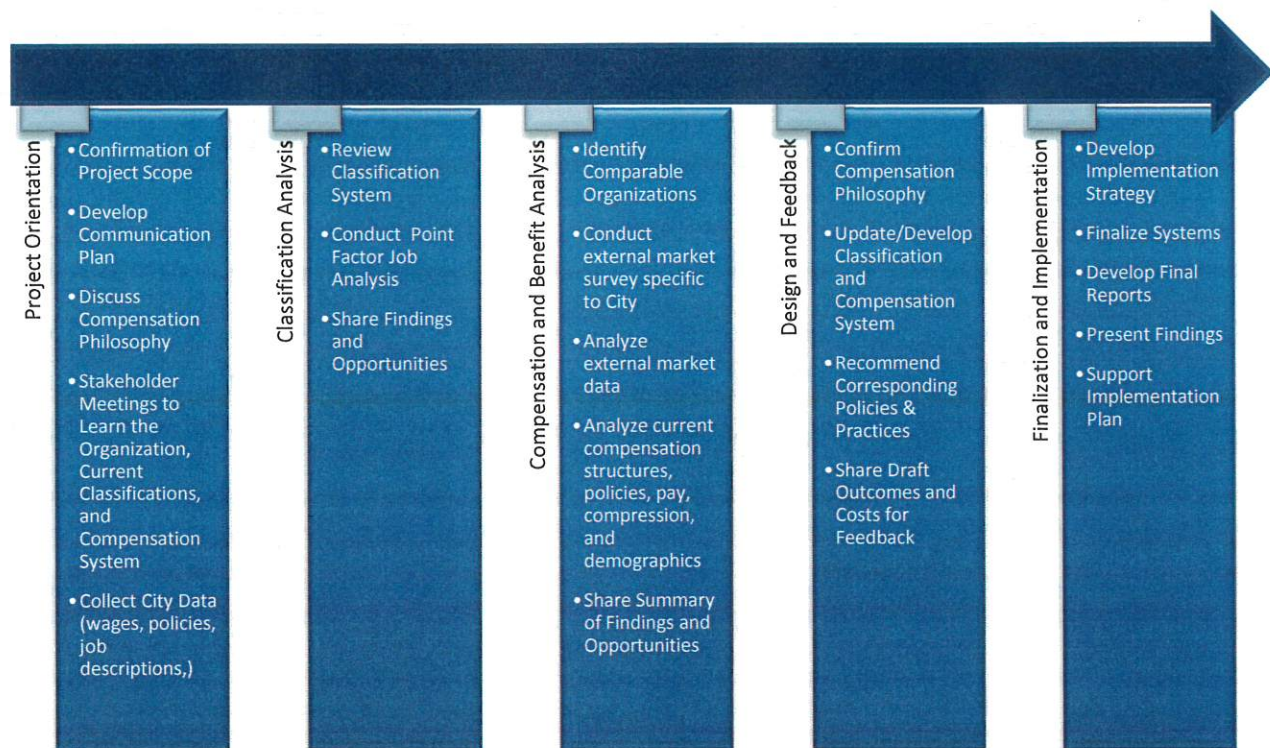 Project Orientation
• Confirmation of
Project Scope
• Develop
Communication
Plan
• Discuss
Compensation
Philosophy
• Stakeholder
Meetings to
Learn the
Organization,
Current
Classifications,
and
Compensation
System
• Collect City Data
(wages, policies,
job
descriptions,)
Classification Analysis
• Review
Classification
System
• Conduct Point
Factor Job
Analysis
• Share Findings
and
Opportunities
Compensation and Benefit Analysis
• Identify
Comparable
Organizations
• Conduct
external market
survey specific
to City
• Analyze
external market
data
• Analyze current
compensation
structures,
policies, pay,
compression,
and
demographics
• Share Summary
of Findings and
Opportunities
Design and Feedback
• Confirm
Compensation
Philosophy
• Update/Develop
Classification
and
Compensation
System
• Recommend
Corresponding
Policies &
Practices
• Share Draft
Outcomes and
Costs for
Feedback
Finalization and Implementation
• Develop
Implementation
Strategy
• Finalize Systems
• Develop Final
Reports
• Present Findings
• Support
Implementation
Plan